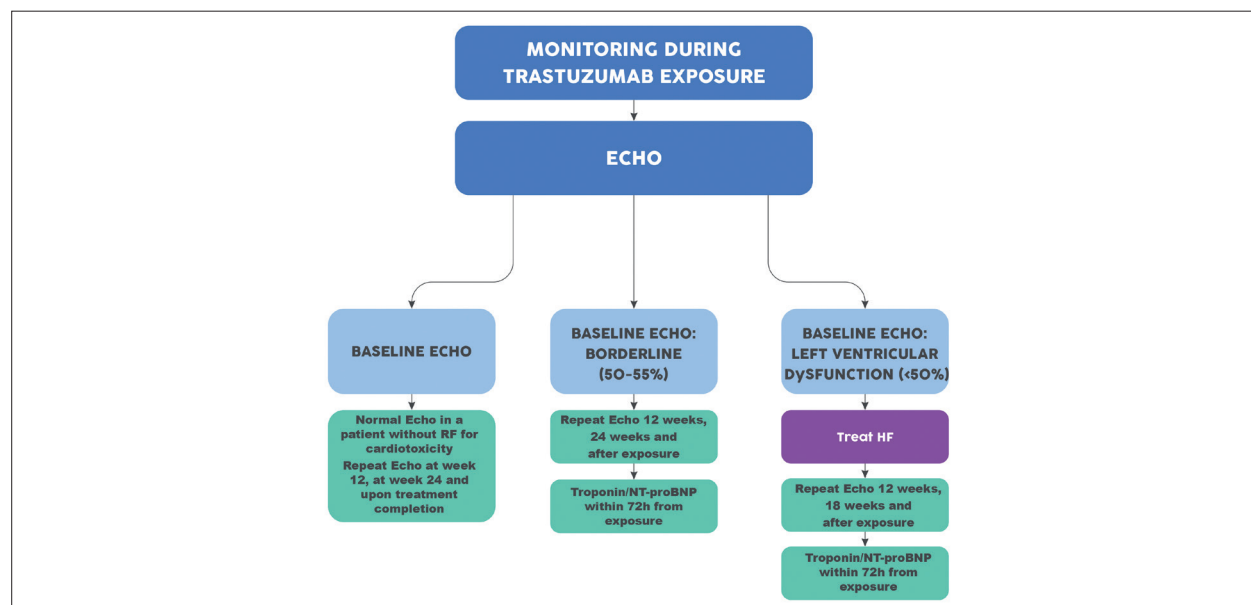 MONITORING DURING
TRASTUZUMAB EXPOSURE
ECHO
BASELINE ECHO
Normal Echo in a
patient without RF for
cardiotoxicity
Repeat Echo at week
12, at week 24 and
upon treatment
completion
BASELINE ECHO:
BORDERLINE
(50-55%)
Repeat Echo 12 weeks,
24 weeks and
after exposure
Troponin/NT-proBNP
within 72h from
exposure
BASELINE ECHO:
LEFT VENTRICULAR
DySFUNCTION (<50%)
Treat HF
Repeat Echo 12 weeks,
18 weeks and
after exposure
Troponin/NT-proBNP
within 72h from
exposure